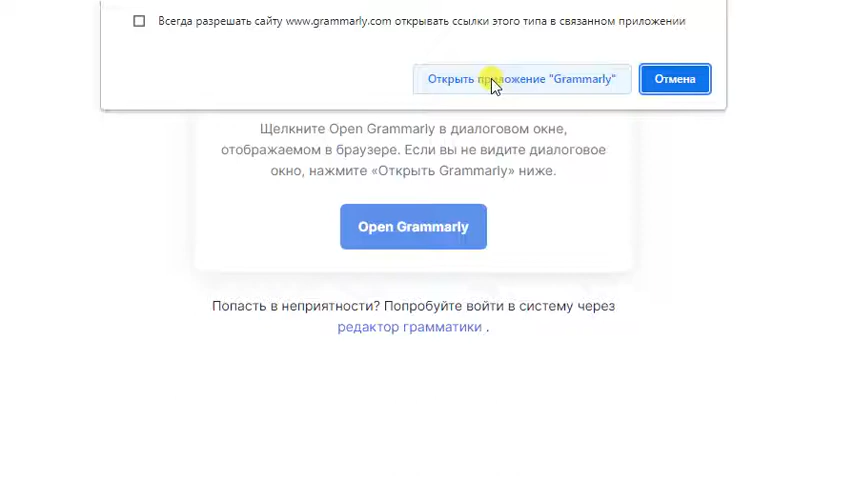 Всегда разрешать сайту www.grammarly.com открывать ссылки этого типа в связанном приложении
Открыть приложение "Grammarly"
Отмена
Щелкните Open Grammarly в диалоговом окне,
отображаемом в браузере. Если вы не видите диалоговое
окно, нажмите «Открыть Grammarly» ниже.
Open Grammarly
Попасть в неприятности? Попробуйте войти в систему через
редактор грамматики .